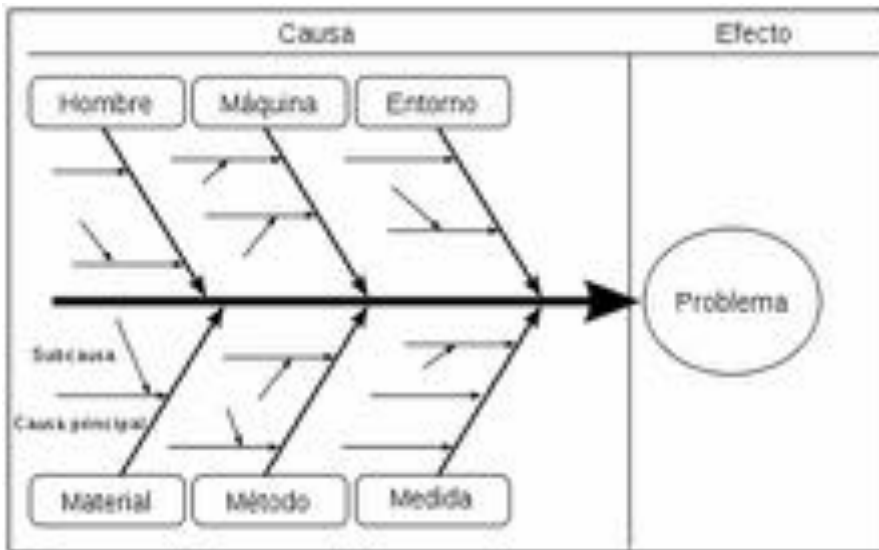 Causa
Efecto
Hombre
Máquina
Entorno
Problema
Subcausa
Causa principal
Material
Método
Medida